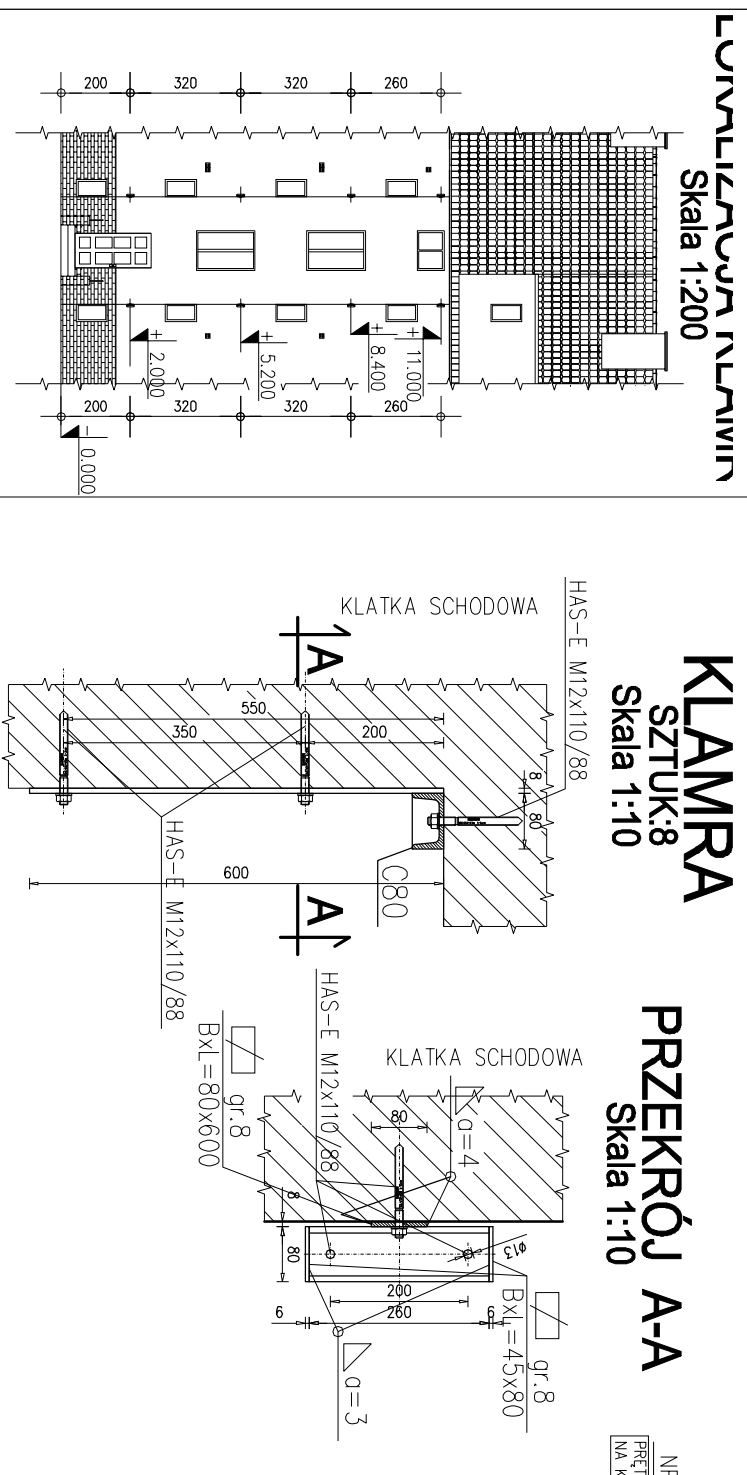 LOKALIZACJA KLAMR
Skala 1:200
200
320
320
260
+ 11.000
+ 8.400
+ 5.200
+ 2.000
- 0.000
200
320
320
260
KLAMRA
SZTUK:8
Skala 1:10
HAS-E M12x110/88
KLATKA SCHODOWA
A
A
550
350
200
8
80
C80
600
HAS-E M12x110/88
PRZEKRÓJ A-A
Skala 1:10
KLATKA SCHODOWA
HAS-E M12x110/88
gr.8
BxL=80x600
a=4
80
8
80
ø13
200
260
6
6
gr.8
BxL=45x80
a=3
PRĘT
NA K